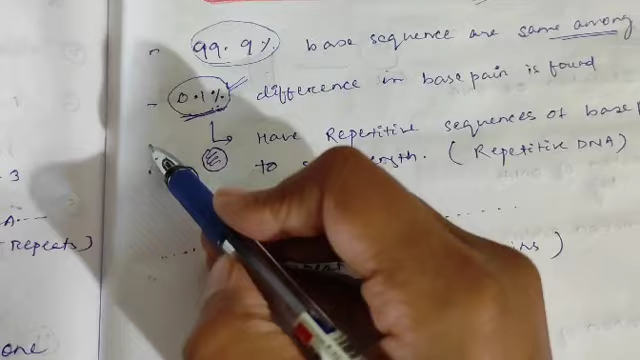 99.9% base sequence are same among
- 0.1% difference in base pair is found
↳ Have Repetitive sequences of base
to length. (Repetitive DNA)
3
A....
Repeats)
one